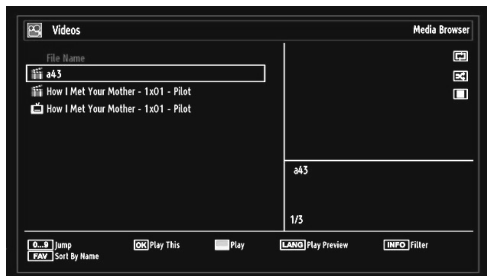 Videos Media Browser
File Name
a43
How I Met Your Mother - 1x01 - Pilot
How I Met Your Mother - 1x01 - Pilot
a43
1/3
0...9 Jump OK Play This Play LANG Play Preview INFO Filter
FAV Sort By Name